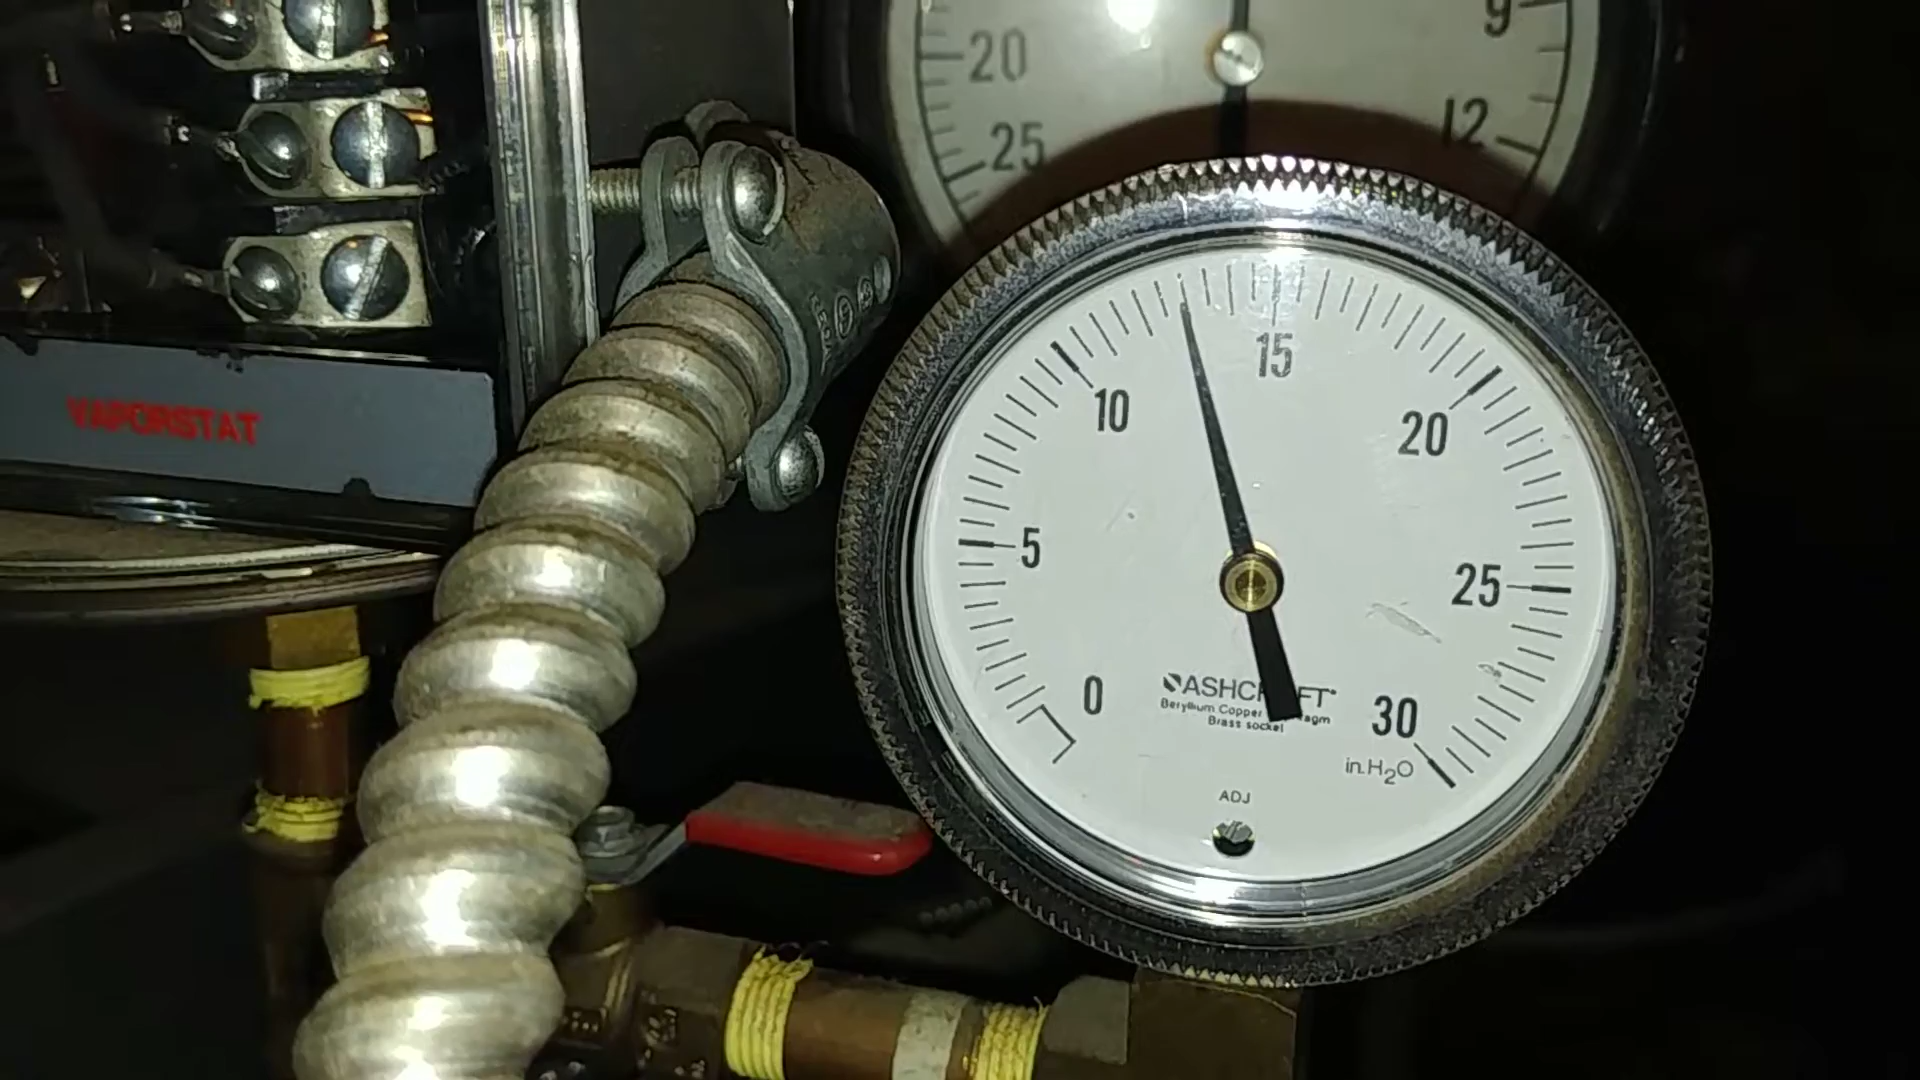 20
25
9
12
VAPORSTAT
0
5
10
15
20
25
30
in.H₂O
ASHCR FT
Beryllium Copper
Brass socket
ADJ